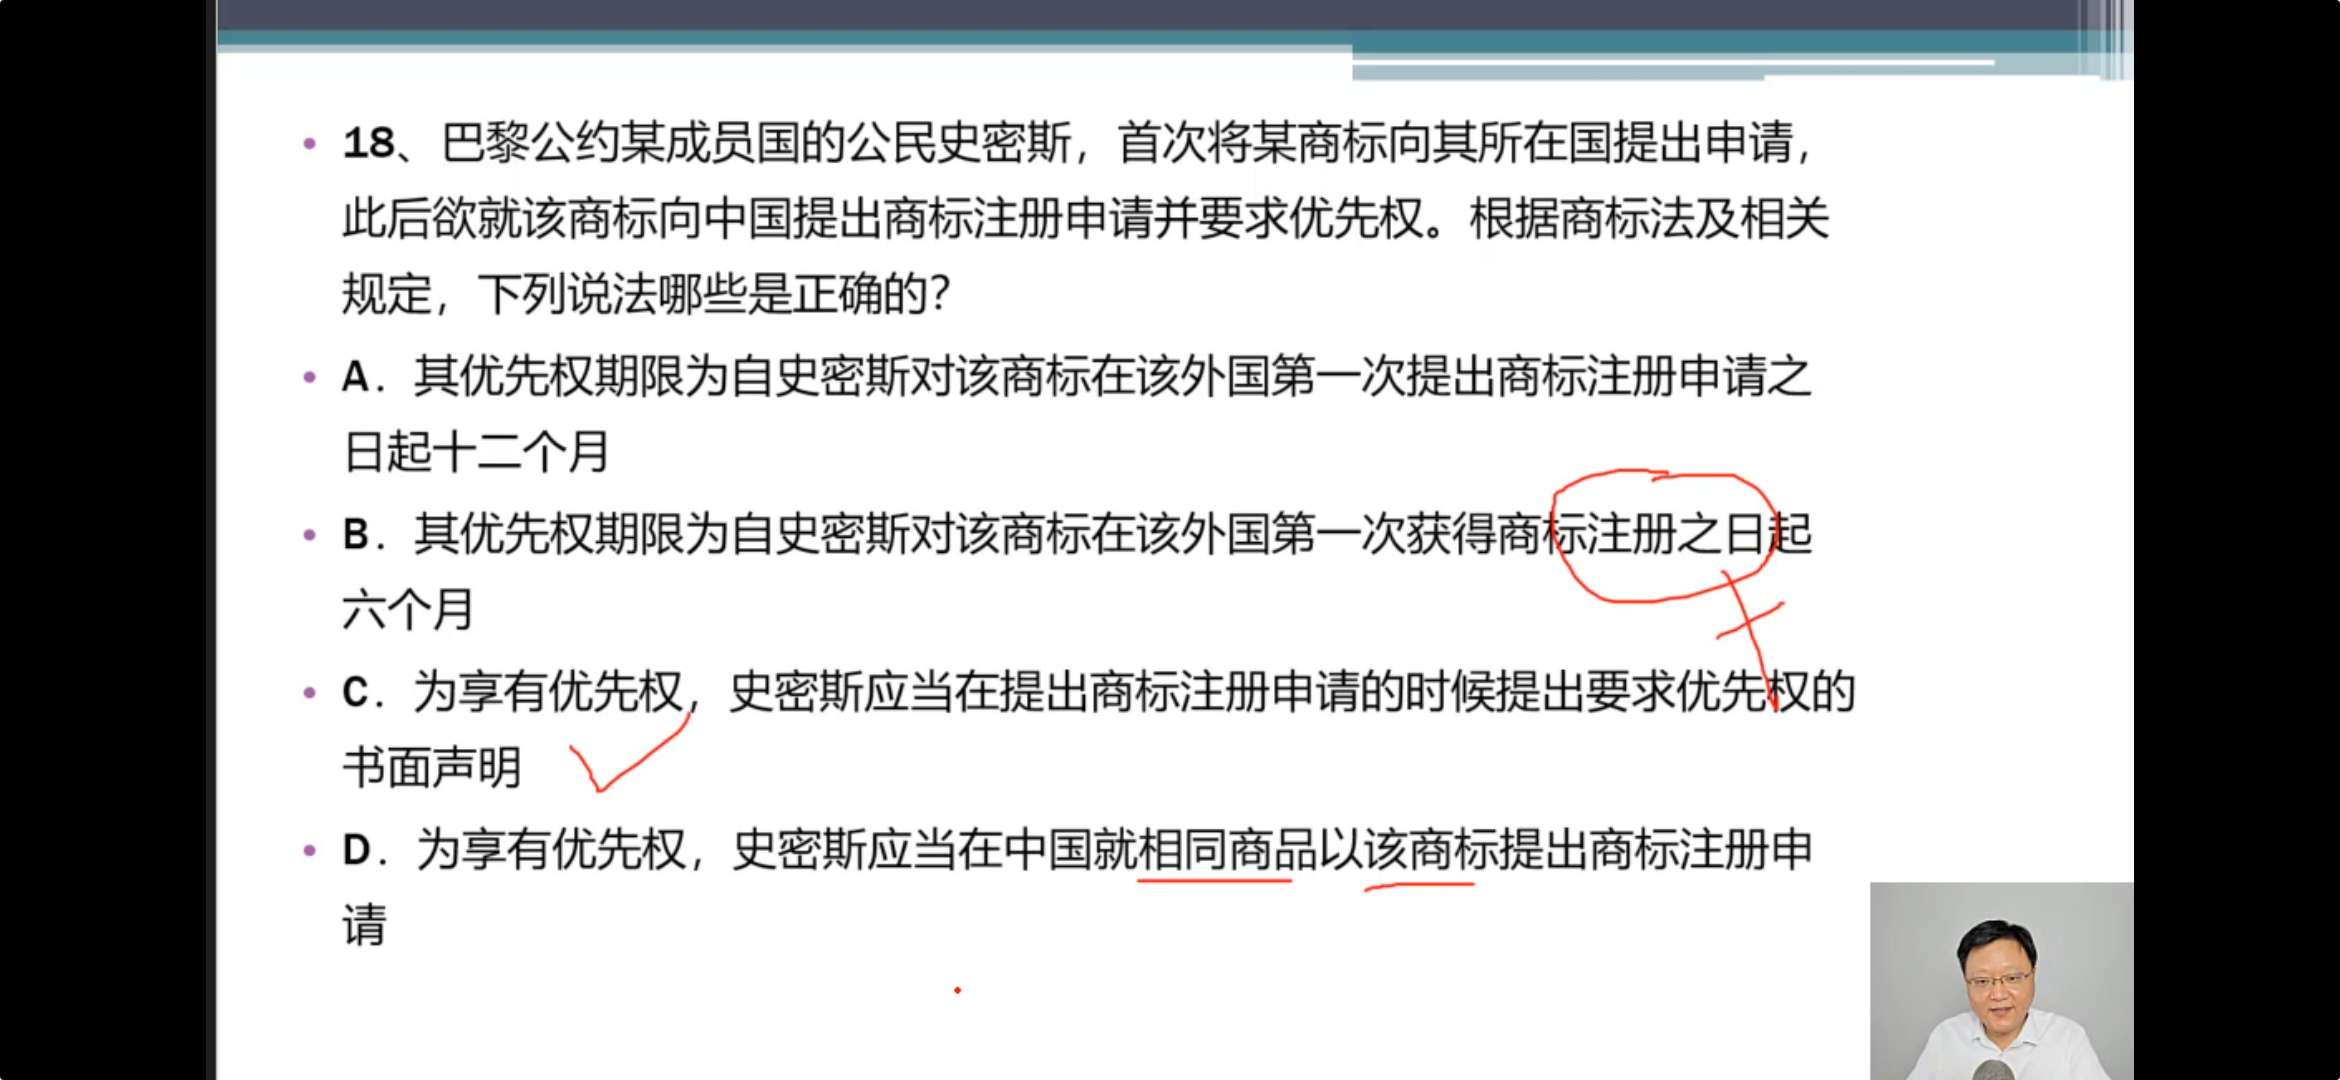 • 18、巴黎公约某成员国的公民史密斯，首次将某商标向其所在国提出申请，
此后欲就该商标向中国提出商标注册申请并要求优先权。根据商标法及相关
规定，下列说法哪些是正确的？
• A．其优先权期限为自史密斯对该商标在该外国第一次提出商标注册申请之
日起十二个月
• B．其优先权期限为自史密斯对该商标在该外国第一次获得商标注册之日起
六个月
• C．为享有优先权，史密斯应当在提出商标注册申请的时候提出要求优先权的
书面声明
• D．为享有优先权，史密斯应当在中国就相同商品以该商标提出商标注册申
请